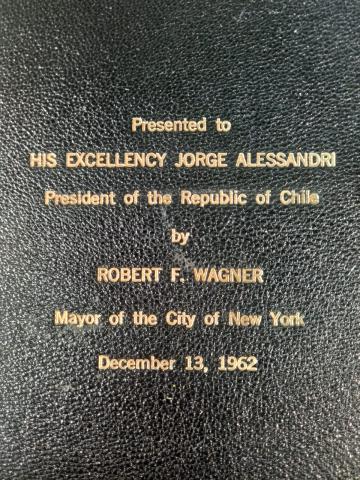 Presented to
HIS EXCELLENCY JORGE ALESSANDRI
President of the Republic of Chile
by
ROBERT F. WAGNER
Mayor of the City of New York
December 13, 1962